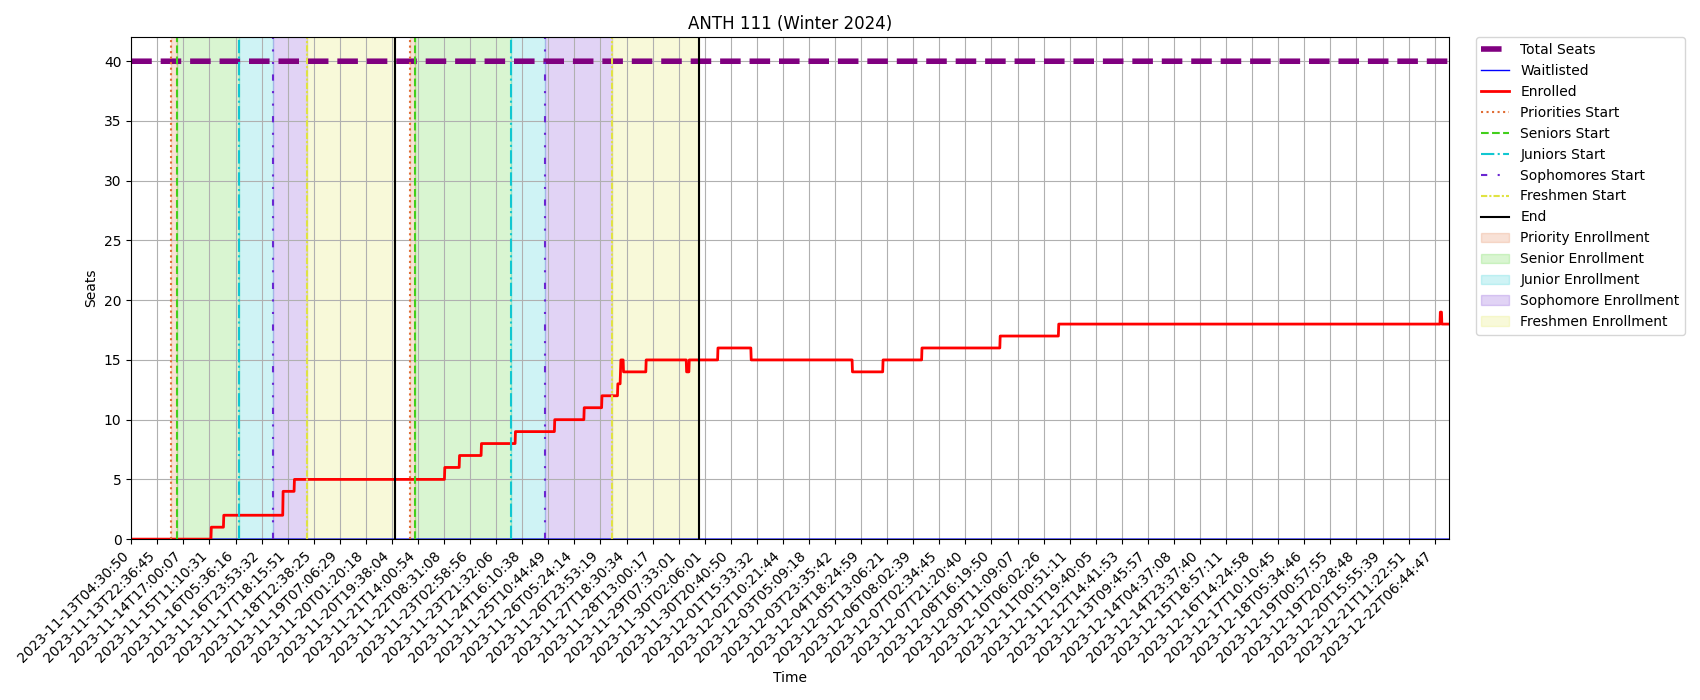 ANTH 111 (Winter 2024)
Seats
40
35
30
25
20
15
10
5
0
2023-11-13T04:30:50
2023-11-13T22:36:45
2023-11-14T17:00:07
2023-11-15T11:10:31
2023-11-16T05:36:16
2023-11-16T23:53:32
2023-11-17T18:15:51
2023-11-18T12:38:25
2023-11-19T07:06:29
2023-11-20T01:20:18
2023-11-20T19:38:04
2023-11-21T14:00:54
2023-11-22T08:31:08
2023-11-23T02:58:56
2023-11-23T21:32:06
2023-11-24T16:10:38
2023-11-25T10:44:49
2023-11-26T05:24:14
2023-11-26T23:53:19
2023-11-27T18:30:34
2023-11-28T13:00:17
2023-11-29T07:33:01
2023-11-30T02:06:01
2023-11-30T20:40:50
2023-12-01T15:33:32
2023-12-02T10:21:44
2023-12-03T05:09:18
2023-12-03T23:35:42
2023-12-04T18:24:59
2023-12-05T13:06:21
2023-12-06T08:02:39
2023-12-07T02:34:45
2023-12-07T21:20:40
2023-12-08T16:19:50
2023-12-09T11:09:07
2023-12-10T06:02:26
2023-12-11T00:51:11
2023-12-11T19:40:05
2023-12-12T14:41:53
2023-12-13T09:45:57
2023-12-14T04:37:08
2023-12-14T23:37:40
2023-12-15T18:57:11
2023-12-16T14:24:58
2023-12-17T10:10:45
2023-12-18T05:34:46
2023-12-19T00:57:55
2023-12-19T20:28:48
2023-12-20T15:55:39
2023-12-21T11:22:51
2023-12-22T06:44:47
Time
Total Seats
Waitlisted
Enrolled
Priorities Start
Seniors Start
Juniors Start
Sophomores Start
Freshmen Start
End
Priority Enrollment
Senior Enrollment
Junior Enrollment
Sophomore Enrollment
Freshmen Enrollment